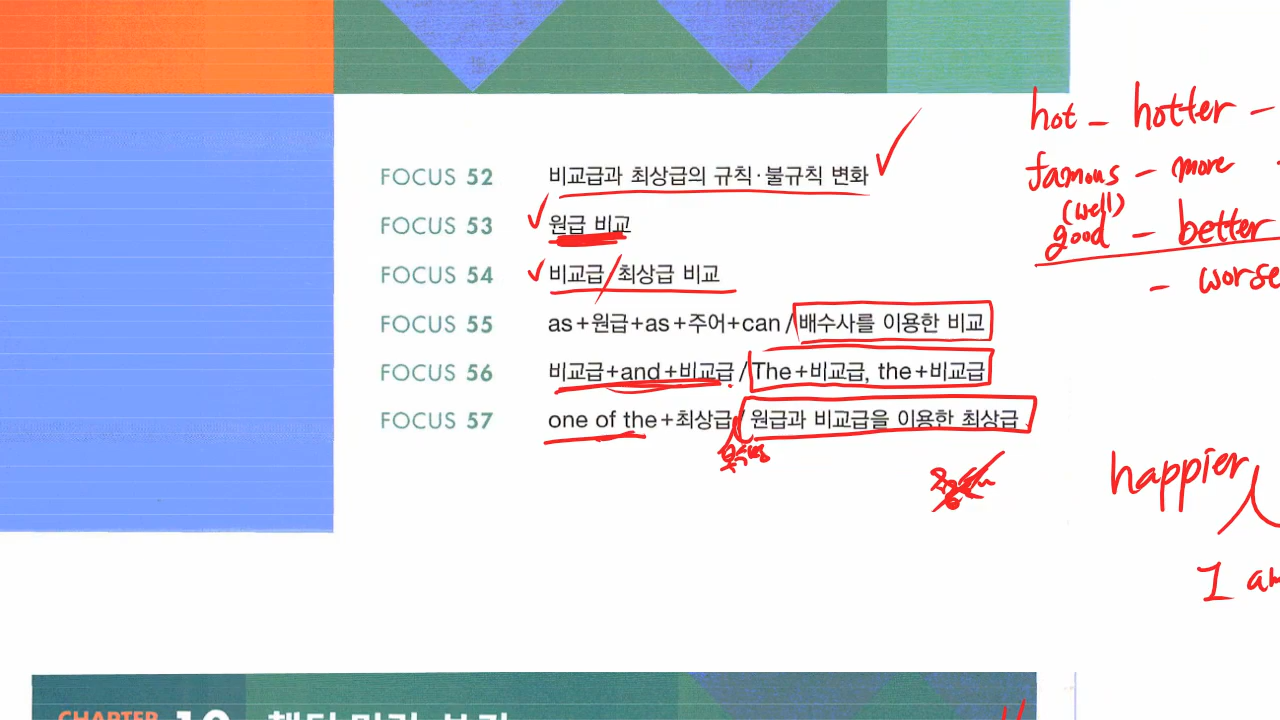 FOCUS 52 비교급과 최상급의 규칙·불규칙 변화
FOCUS 53 원급 비교
FOCUS 54 비교급/최상급 비교
FOCUS 55 as+원급+as+주어+can / 배수사를 이용한 비교
FOCUS 56 비교급+and+비교급 / The+비교급, the+비교급
FOCUS 57 one of the+최상급 / 원급과 비교급을 이용한 최상급
hot - hotter -
famous - more
(well)
good - better
- worse
happier
I am
CHAPTER 10